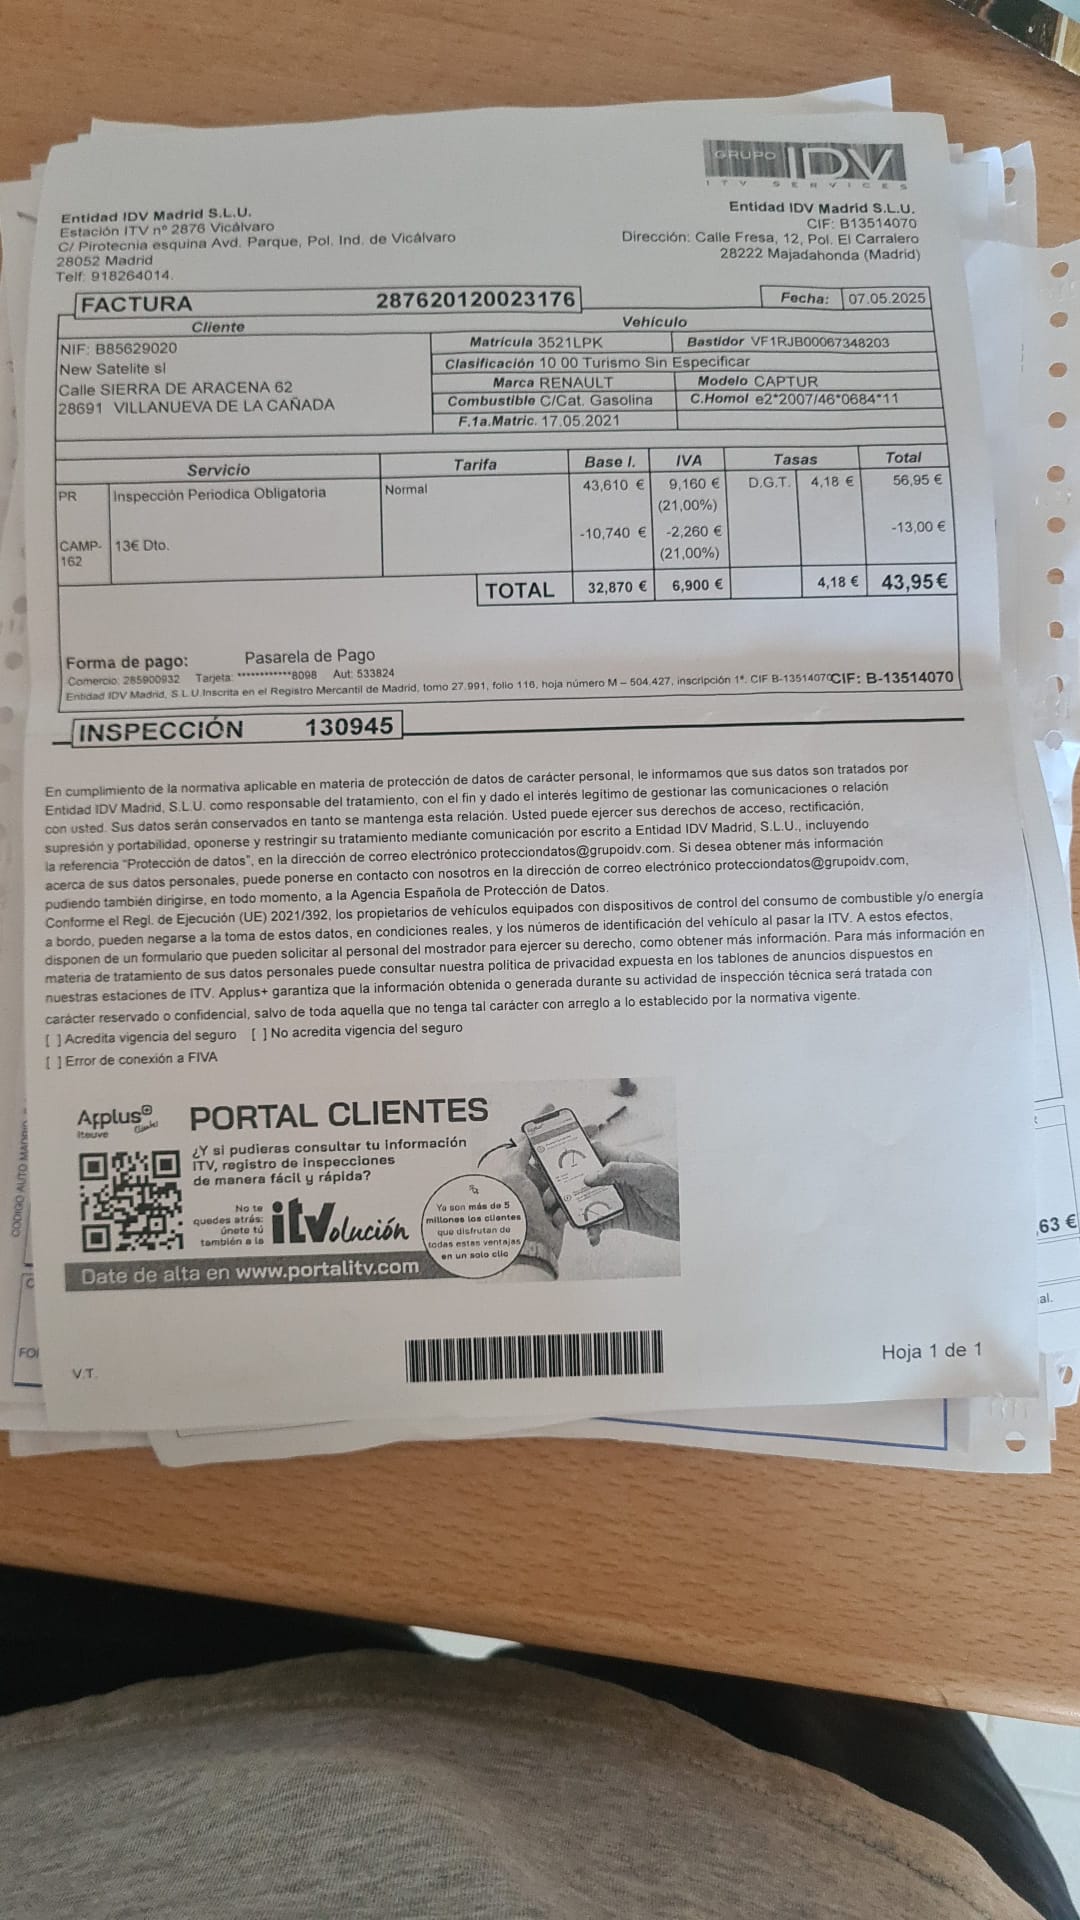 GRUPO IDV
ITV SERVICES
Entidad IDV Madrid S.L.U.
Estación ITV nº 2876 Vicálvaro
C/ Pirotecnia esquina Avd. Parque, Pol. Ind. de Vicálvaro
28052 Madrid
Telf: 918264014.
Entidad IDV Madrid S.L.U.
CIF: B13514070
Dirección: Calle Fresa, 12, Pol. El Carralero
28222 Majadahonda (Madrid)
FACTURA 287620120023176
Fecha: 07.05.2025
Cliente
NIF: B85629020
New Satelite sl
Calle SIERRA DE ARACENA 62
28691 VILLANUEVA DE LA CAÑADA
Vehículo
Matrícula 3521LPK Bastidor VF1RJB00067348203
Clasificación 10 00 Turismo Sin Especificar
Marca RENAULT Modelo CAPTUR
Combustible C/Cat. Gasolina C.Homol e2*2007/46*0684*11
F.1a.Matric. 17.05.2021
Servicio Tarifa Base I. IVA Tasas Total
PR Inspección Periodica Obligatoria Normal 43,610 € 9,160 € D.G.T. 4,18 € 56,95 €
(21,00%)
CAMP-162 13€ Dto. -10,740 € -2,260 € -13,00 €
(21,00%)
TOTAL 32,870 € 6,900 € 4,18 € 43,95€
Forma de pago: Pasarela de Pago
Comercio: 285900932 Tarjeta: ************8098 Aut: 533824
Entidad IDV Madrid, S.L.U.Inscrita en el Registro Mercantil de Madrid, tomo 27.991, folio 116, hoja número M – 504.427, inscripción 1ª. CIF B-13514070CIF: B-13514070
INSPECCIÓN 130945
En cumplimiento de la normativa aplicable en materia de protección de datos de carácter personal, le informamos que sus datos son tratados por
Entidad IDV Madrid, S.L.U. como responsable del tratamiento, con el fin y dado el interés legítimo de gestionar las comunicaciones o relación
con usted. Sus datos serán conservados en tanto se mantenga esta relación. Usted puede ejercer sus derechos de acceso, rectificación,
supresión y portabilidad, oponerse y restringir su tratamiento mediante comunicación por escrito a Entidad IDV Madrid, S.L.U., incluyendo
la referencia "Protección de datos", en la dirección de correo electrónico protecciondatos@grupoidv.com. Si desea obtener más información
acerca de sus datos personales, puede ponerse en contacto con nosotros en la dirección de correo electrónico protecciondatos@grupoidv.com,
pudiendo también dirigirse, en todo momento, a la Agencia Española de Protección de Datos.
Conforme el Regl. de Ejecución (UE) 2021/392, los propietarios de vehículos equipados con dispositivos de control del consumo de combustible y/o energía
a bordo, pueden negarse a la toma de estos datos, en condiciones reales, y los números de identificación del vehículo al pasar la ITV. A estos efectos,
disponen de un formulario que pueden solicitar al personal del mostrador para ejercer su derecho, como obtener más información. Para más información en
materia de tratamiento de sus datos personales puede consultar nuestra política de privacidad expuesta en los tablones de anuncios dispuestos en
nuestras estaciones de ITV. Applus+ garantiza que la información obtenida o generada durante su actividad de inspección técnica será tratada con
carácter reservado o confidencial, salvo de toda aquella que no tenga tal carácter con arreglo a lo establecido por la normativa vigente.
[ ] Acredita vigencia del seguro [ ] No acredita vigencia del seguro
[ ] Error de conexión a FIVA
Applus+
iteuve
PORTAL CLIENTES
¿Y si pudieras consultar tu información
ITV, registro de inspecciones
de manera fácil y rápida?
No te
quedes atrás:
únete tú
también a la
itvolución
Ya son más de 5
millones los clientes
que disfrutan de
todas estas ventajas
en un solo clic
Date de alta en www.portalitv.com
V.T.
Hoja 1 de 1
CODIGO AUTO MADRID
FO
,63 €
al.